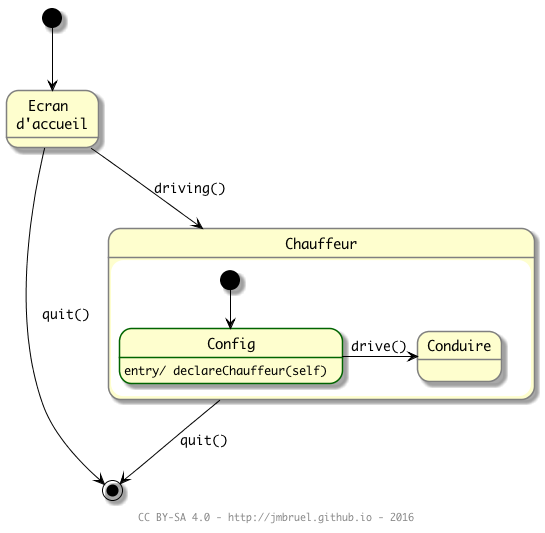 Ecran
d'accueil
driving()
Chauffeur
quit()
Config
entry/ declareChauffeur(self)
drive()
Conduire
quit()
CC BY-SA 4.0 - http://jmbruel.github.io - 2016